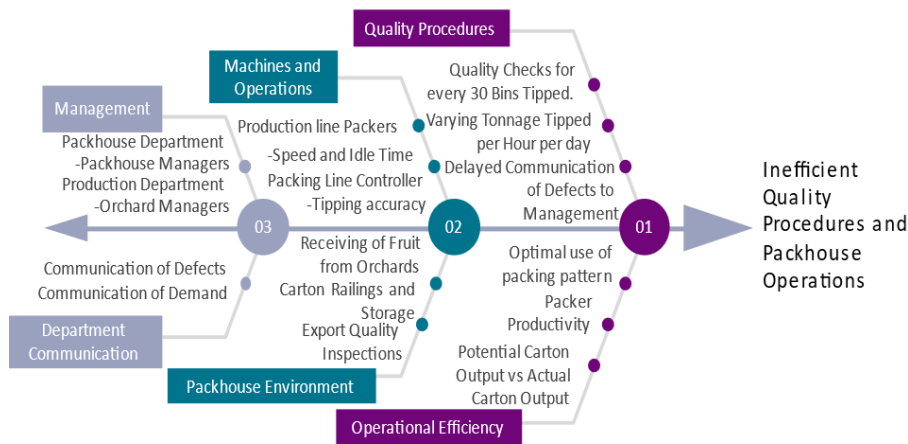 Quality Procedures
Quality Checks for
every 30 Bins Tipped.
Varying Tonnage Tipped
per Hour per day
Delayed Communication
of Defects to
Management
Machines and
Operations
Production line Packers
-Speed and Idle Time
Packing Line Controller
-Tipping accuracy
Management
Packhouse Department
-Packhouse Managers
Production Department
-Orchard Managers
03
02
01
Inefficient
Quality
Procedures and
Packhouse
Operations
Communication of Defects
Communication of Demand
Department
Communication
Receiving of Fruit
from Orchards
Carton Railings and
Storage
Export Quality
Inspections
Packhouse Environment
Optimal use of
packing pattern
Packer
Productivity
Potential Carton
Output vs Actual
Carton Output
Operational Efficiency